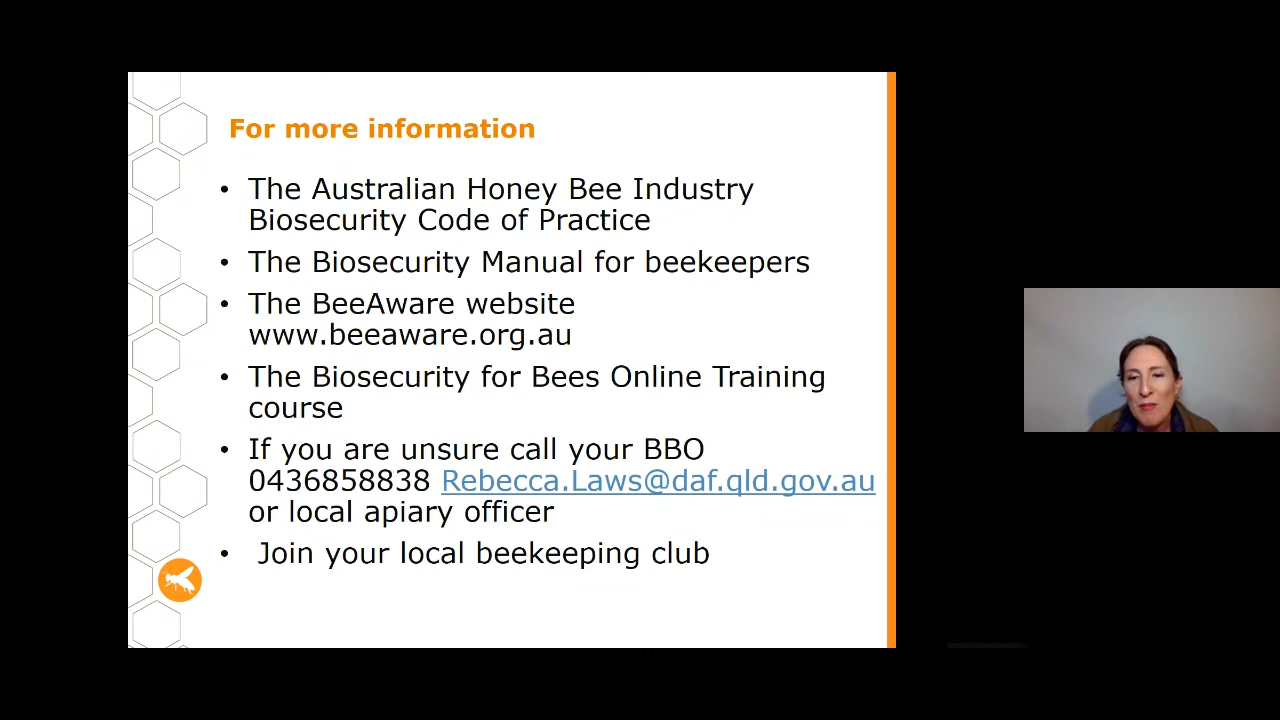 For more information
• The Australian Honey Bee Industry
Biosecurity Code of Practice
• The Biosecurity Manual for beekeepers
• The BeeAware website
www.beeaware.org.au
• The Biosecurity for Bees Online Training
course
• If you are unsure call your BBO
0436858838 Rebecca.Laws@daf.qld.gov.au
or local apiary officer
• Join your local beekeeping club